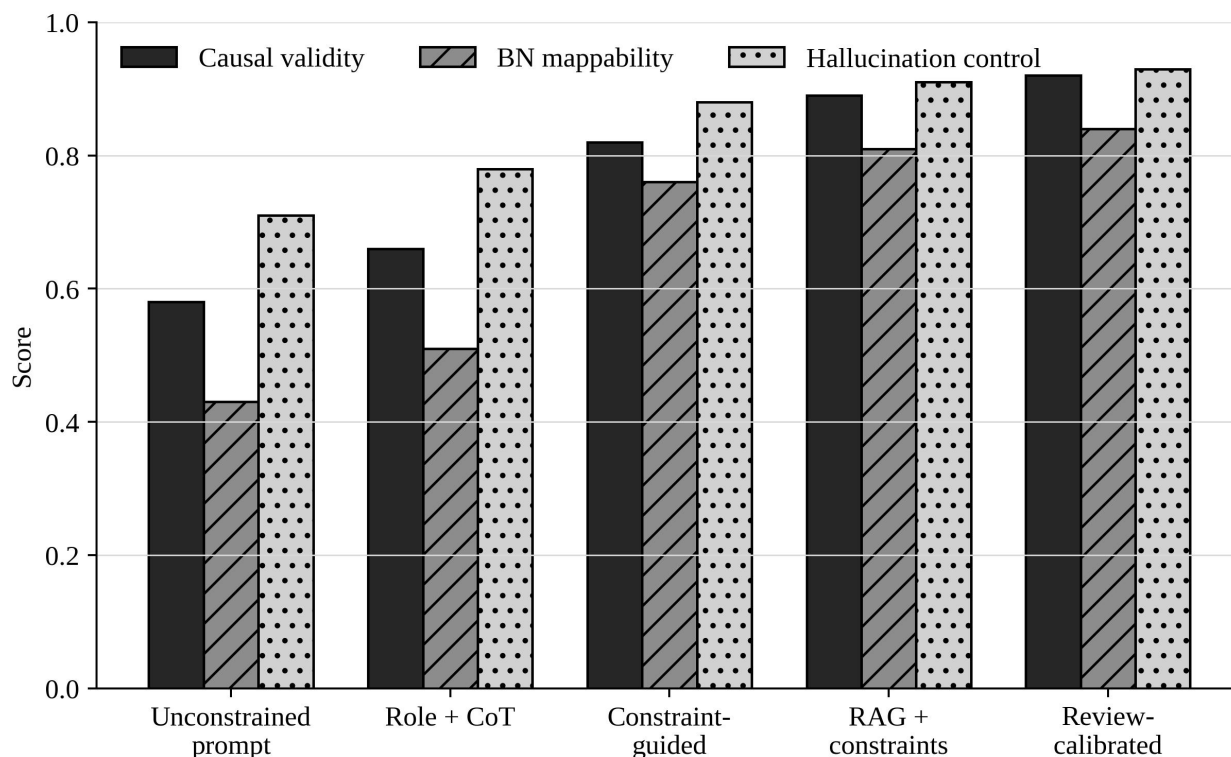 1.0
Causal validity BN mappability Hallucination control
0.8
0.6
Score
0.4
0.2
0.0
Unconstrained prompt
Role + CoT
Constraint-
guided
RAG +
constraints
Review-
calibrated